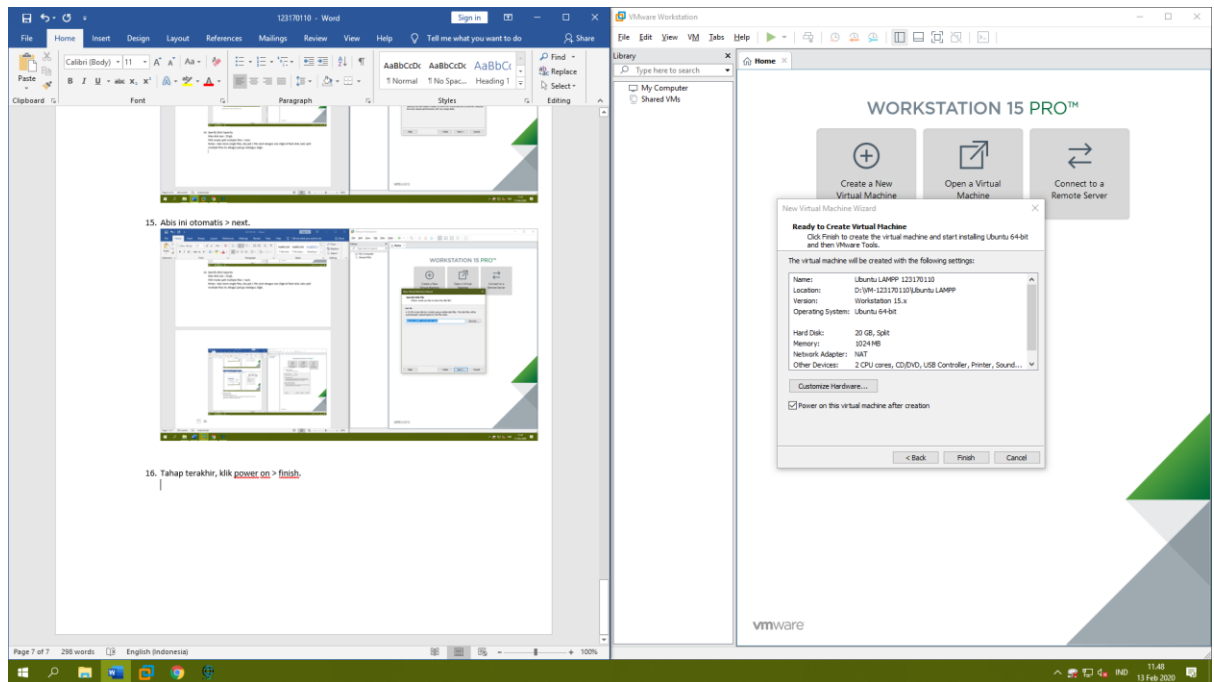 123170110 - Word
Sign in
File Home Insert Design Layout References Mailings Review View Help Tell me what you want to do Share
Paste
Calibri (Body) 11 A A Aa
B I U abc x₂ x² A A
¶
AaBbCcDc AaBbCcDc AaBbCc
¶ Normal ¶ No Spac... Heading 1
Find
Replace
Select
Clipboard Font Paragraph Styles Editing
15. Abis ini otomatis > next.
WORKSTATION 15 PRO™
16. Tahap terakhir, klik power on > finish.
Page 7 of 7 298 words English (Indonesia) 100%
VMware Workstation
File Edit View VM Tabs Help
Library
Type here to search
My Computer
Shared VMs
Home
WORKSTATION 15 PRO™
Create a New
Virtual Machine
Open a Virtual
Machine
Connect to a
Remote Server
New Virtual Machine Wizard
Ready to Create Virtual Machine
Click Finish to create the virtual machine and start installing Ubuntu 64-bit
and then VMware Tools.
The virtual machine will be created with the following settings:
Name: Ubuntu LAMPP 123170110
Location: D:\VM-123170110\Ubuntu LAMPP
Version: Workstation 15.x
Operating System: Ubuntu 64-bit
Hard Disk: 20 GB, Split
Memory: 1024 MB
Network Adapter: NAT
Other Devices: 2 CPU cores, CD/DVD, USB Controller, Printer, Sound...
Customize Hardware...
Power on this virtual machine after creation
< Back Finish Cancel
vmware
IND
11.48
13 Feb 2020